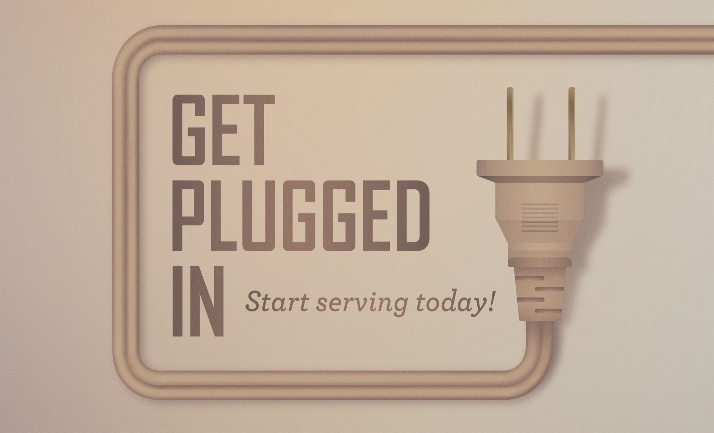 GET
PLUGGED
IN
Start serving today!